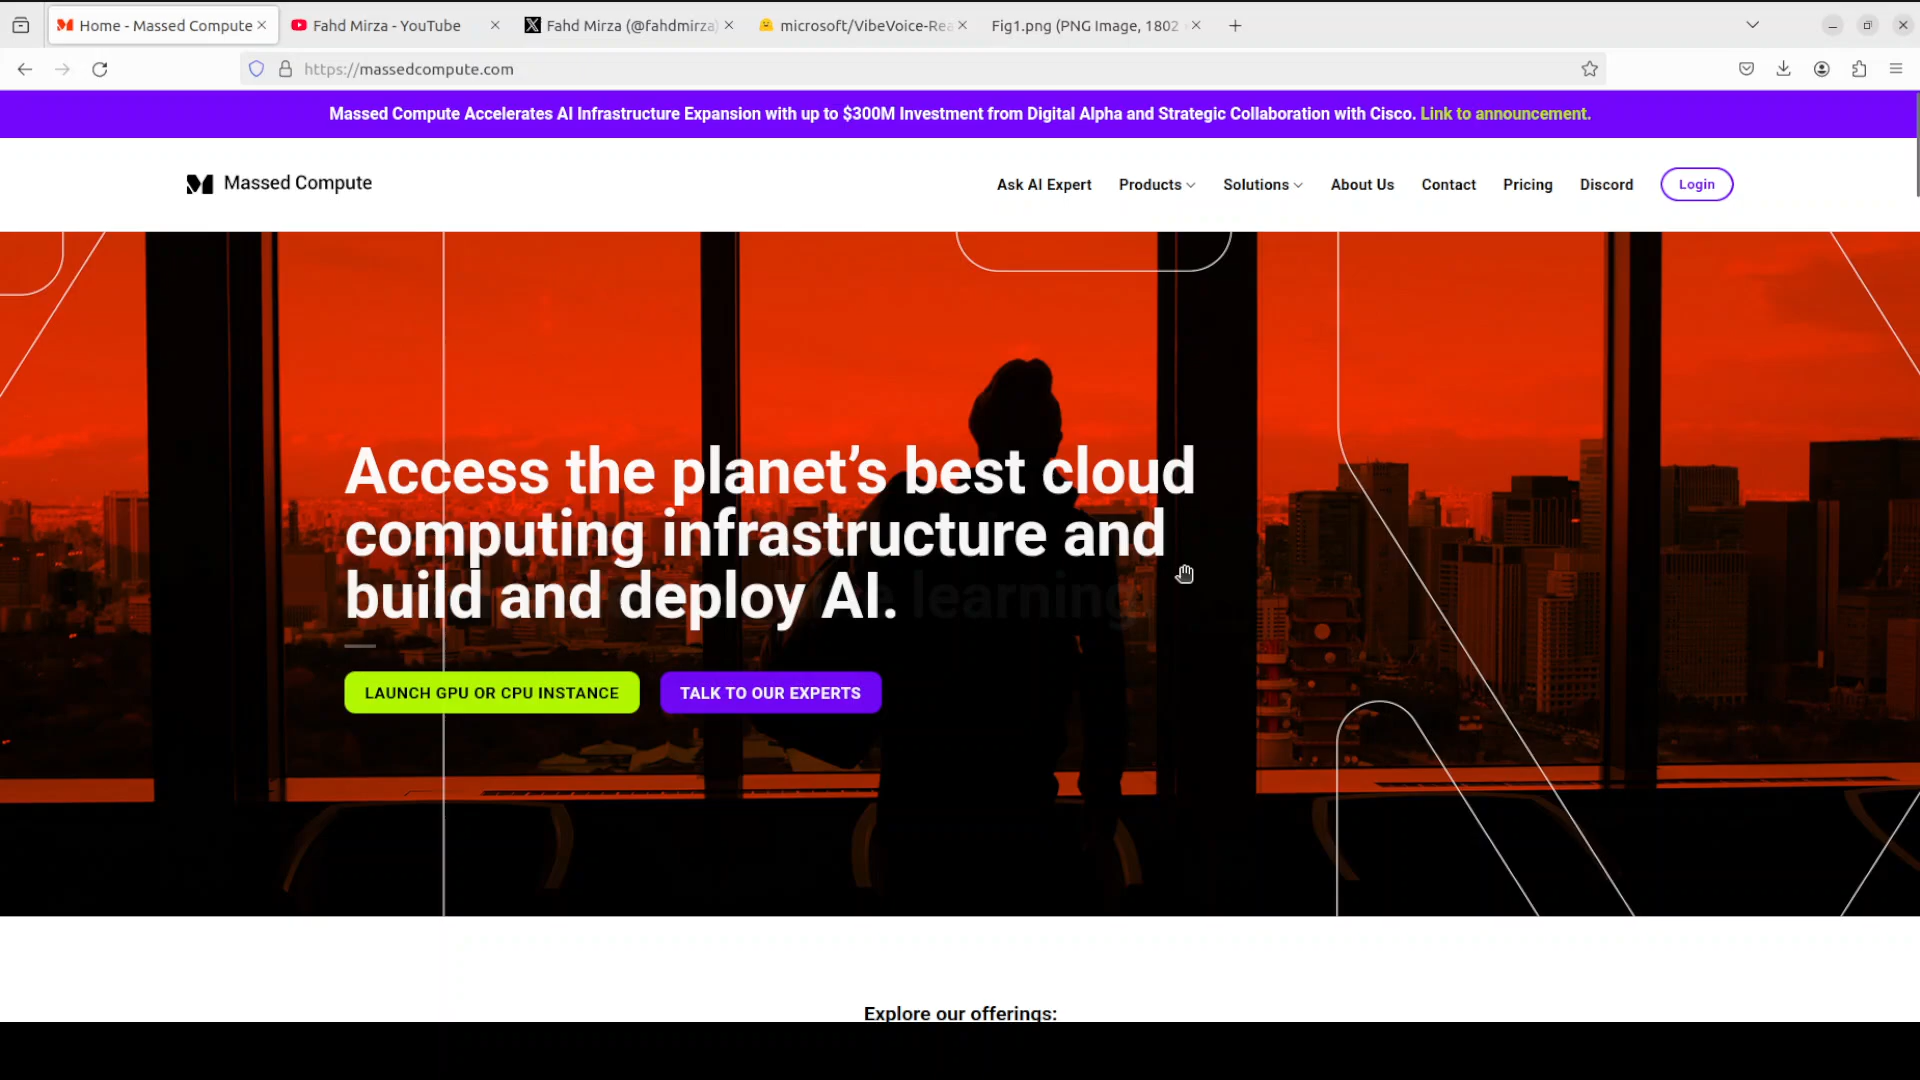 Home - Massed Compute
Fahd Mirza - YouTube
Fahd Mirza (@fahdmirza)
microsoft/VibeVoice-Rea
Fig1.png (PNG Image, 1802
https://massedcompute.com
Massed Compute Accelerates AI Infrastructure Expansion with up to $300M Investment from Digital Alpha and Strategic Collaboration with Cisco. Link to announcement.
Massed Compute
Ask AI Expert
Products
Solutions
About Us
Contact
Pricing
Discord
Login
Access the planet’s best cloud
computing infrastructure and
build and deploy AI. learning
LAUNCH GPU OR CPU INSTANCE
TALK TO OUR EXPERTS
Explore our offerings: